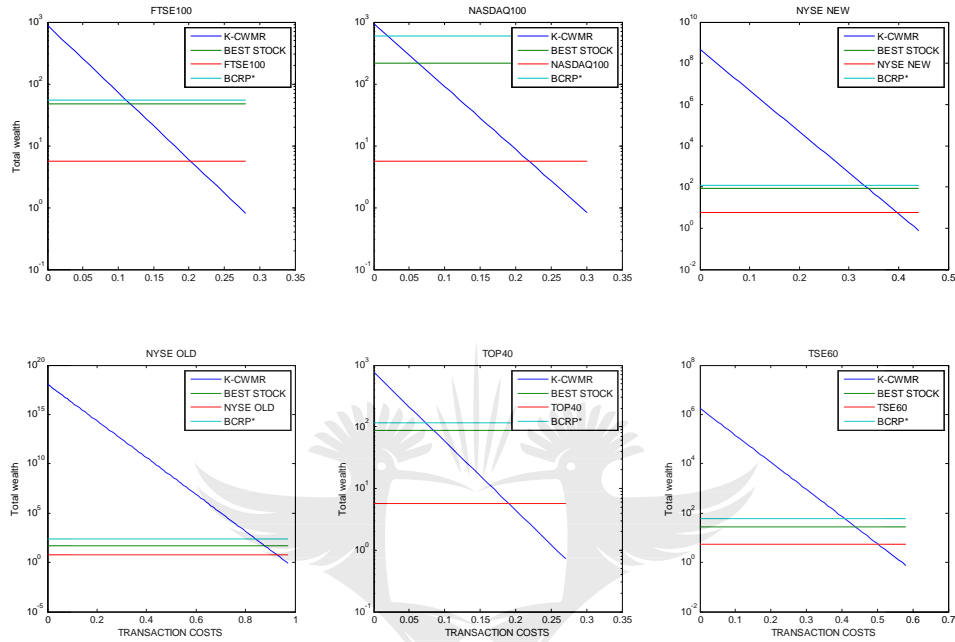 FTSE100
10^3
10^2
10^1
10^0
10^-1
Total wealth
0 0.05 0.1 0.15 0.2 0.25 0.3 0.35
K-CWMR
BEST STOCK
FTSE100
BCRP*
NASDAQ100
10^3
10^2
10^1
10^0
10^-1
0 0.05 0.1 0.15 0.2 0.25 0.3 0.35
K-CWMR
BEST STOCK
NASDAQ100
BCRP*
NYSE NEW
10^10
10^8
10^6
10^4
10^2
10^0
10^-2
0 0.1 0.2 0.3 0.4 0.5
K-CWMR
BEST STOCK
NYSE NEW
BCRP*
NYSE OLD
10^20
10^15
10^10
10^5
10^0
10^-5
Total wealth
0 0.2 0.4 0.6 0.8 1
TRANSACTION COSTS
K-CWMR
BEST STOCK
NYSE OLD
BCRP*
TOP40
10^3
10^2
10^1
10^0
10^-1
Total wealth
0 0.05 0.1 0.15 0.2 0.25 0.3 0.35
TRANSACTION COSTS
K-CWMR
BEST STOCK
TOP40
BCRP*
TSE60
10^8
10^6
10^4
10^2
10^0
10^-2
Total wealth
0 0.1 0.2 0.3 0.4 0.5 0.6 0.7
TRANSACTION COSTS
K-CWMR
BEST STOCK
TSE60
BCRP*